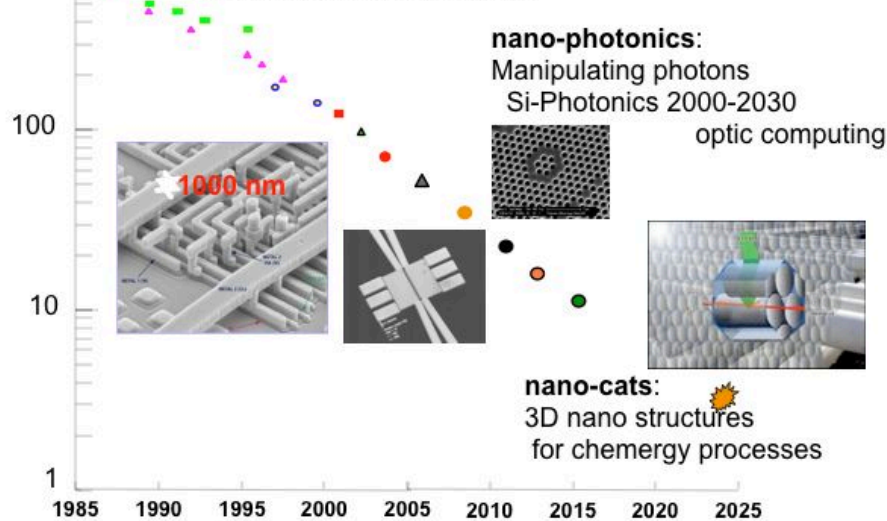 nano-photonics:
Manipulating photons
Si-Photonics 2000-2030
optic computing
100
1000 nm
10
nano-cats:
3D nano structures
for chemergy processes
1
1985 1990 1995 2000 2005 2010 2015 2020 2025